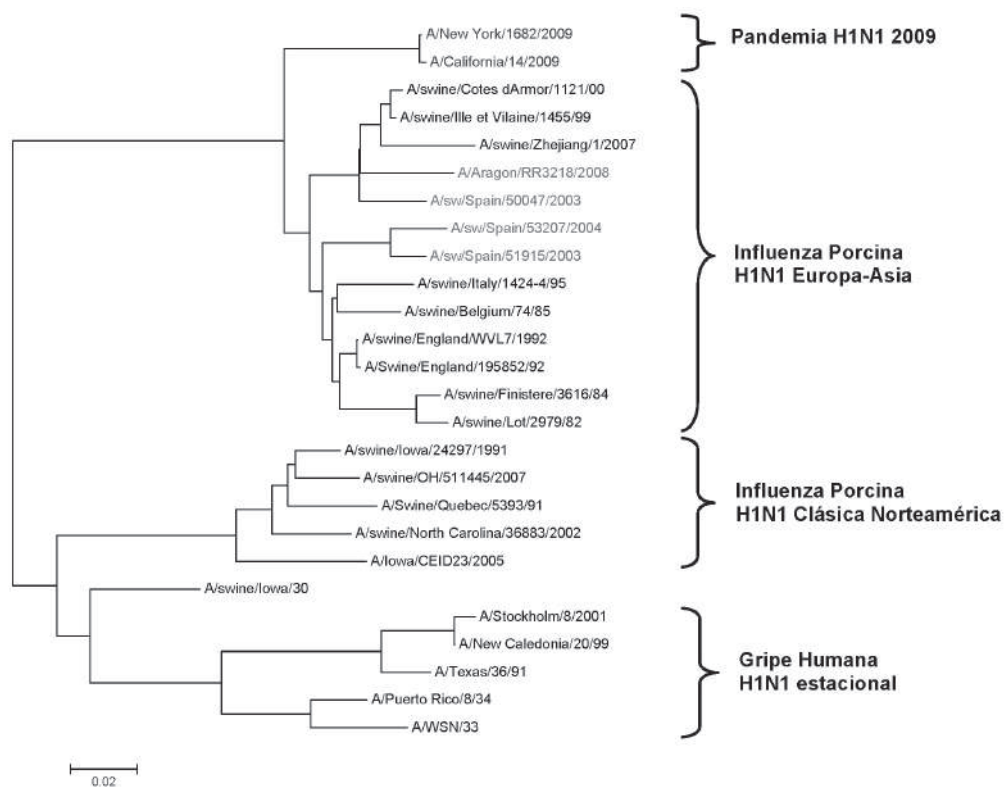 A/New York/1682/2009
A/California/14/2009
Pandemia H1N1 2009
A/swine/Cotes dArmor/1121/00
A/swine/Ille et Vilaine/1455/99
A/swine/Zhejiang/1/2007
A/Aragon/RR3218/2008
A/sw/Spain/50047/2003
A/sw/Spain/53207/2004
A/sw/Spain/51915/2003
A/swine/Italy/1424-4/95
A/swine/Belgium/74/85
A/swine/England/WVL7/1992
A/Swine/England/195852/92
A/swine/Finistere/3616/84
A/swine/Lot/2979/82
Influenza Porcina
H1N1 Europa-Asia
A/swine/Iowa/24297/1991
A/swine/OH/511445/2007
A/Swine/Quebec/5393/91
A/swine/North Carolina/36883/2002
A/Iowa/CEID23/2005
Influenza Porcina
H1N1 Clásica Norteamérica
A/swine/Iowa/30
A/Stockholm/8/2001
A/New Caledonia/20/99
A/Texas/36/91
A/Puerto Rico/8/34
A/WSN/33
Gripe Humana
H1N1 estacional
0.02